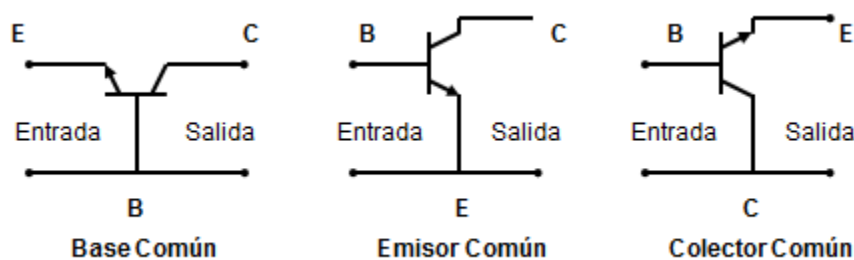 E C B C B E
Entrada Salida Entrada Salida Entrada Salida
B E C
Base Común Emisor Común Colector Común